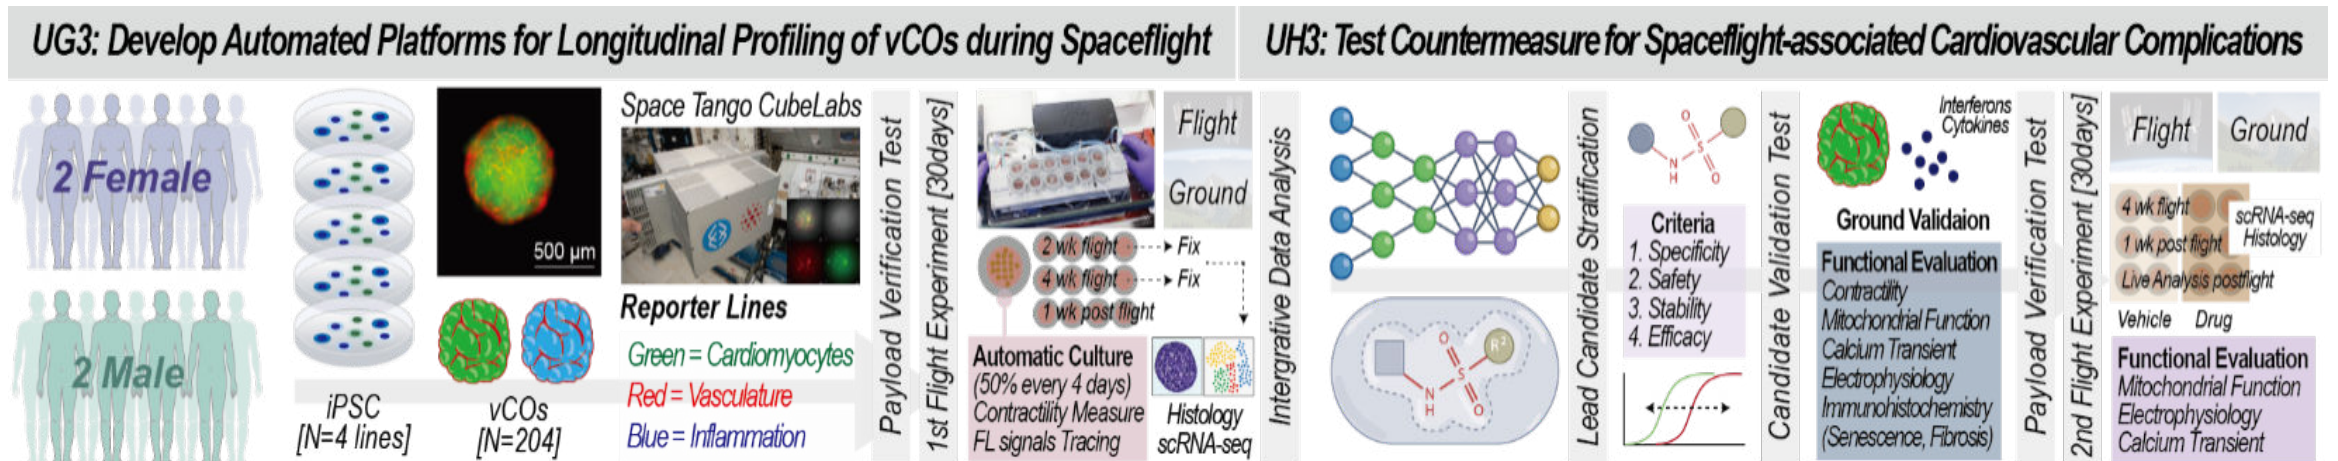 UG3: Develop Automated Platforms for Longitudinal Profiling of vCOs during Spaceflight
UH3: Test Countermeasure for Spaceflight-associated Cardiovascular Complications
2 Female
2 Male
iPSC
[N=4 lines]
500 µm
vCOs
[N=204]
Space Tango CubeLabs
Reporter Lines
Green = Cardiomyocytes
Red = Vasculature
Blue = Inflammation
Payload Verification Test
1st Flight Experiment [30days]
Flight
Ground
2 wk flight
Fix
4 wk flight
Fix
1 wk post flight
Automatic Culture
(50% every 4 days)
Contractility Measure
FL signals Tracing
Histology
scRNA-seq
Intergrative Data Analysis
R²
O
S
N
H
O
Lead Candidate Stratification
O
S
N
H
O
Criteria
1. Specificity
2. Safety
3. Stability
4. Efficacy
Candidate Validation Test
Interferons
Cytokines
Ground Validaion
Functional Evaluation
Contractility
Mitochondrial Function
Calcium Transient
Electrophysiology
Immunohistochemistry
(Senescence, Fibrosis)
Payload Verification Test
2nd Flight Experiment [30days]
Flight
Ground
4 wk flight
1 wk post flight
Live Analysis postflight
scRNA-seq
Histology
Vehicle
Drug
Functional Evaluation
Mitochondrial Function
Electrophysiology
Calcium Transient